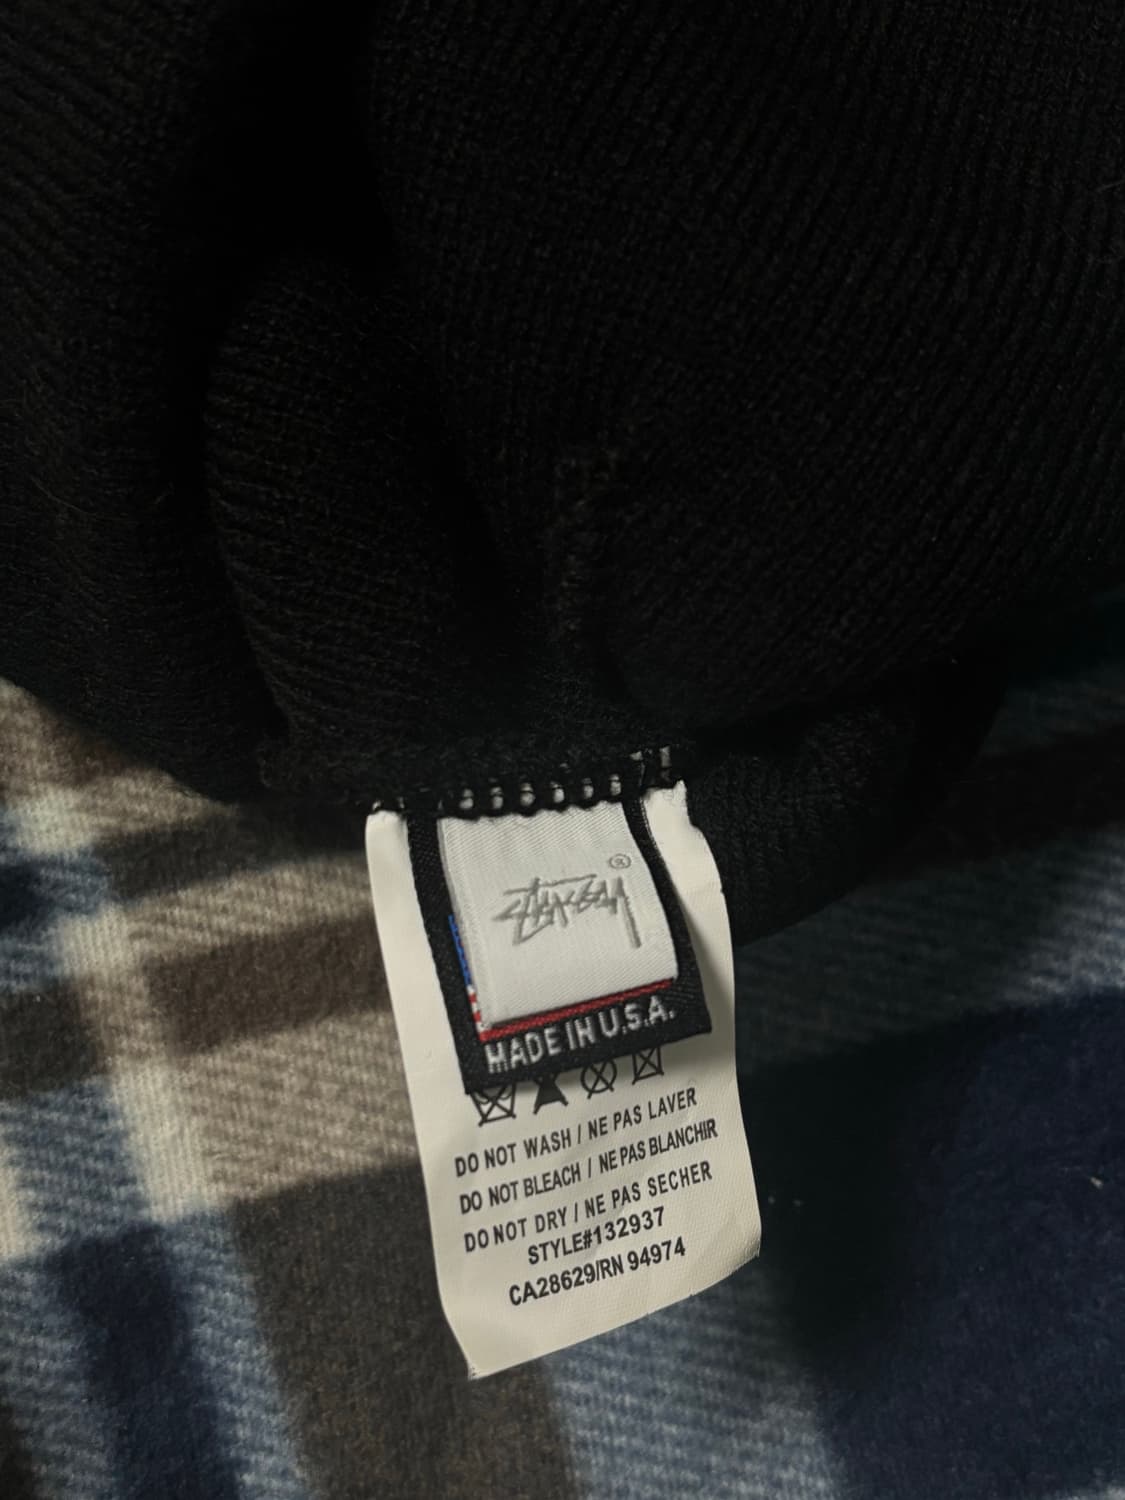 STUSSY ®
MADE IN U.S.A.
DO NOT WASH / NE PAS LAVER
DO NOT BLEACH / NE PAS BLANCHIR
DO NOT DRY / NE PAS SECHER
STYLE#132937
CA28629/RN 94974